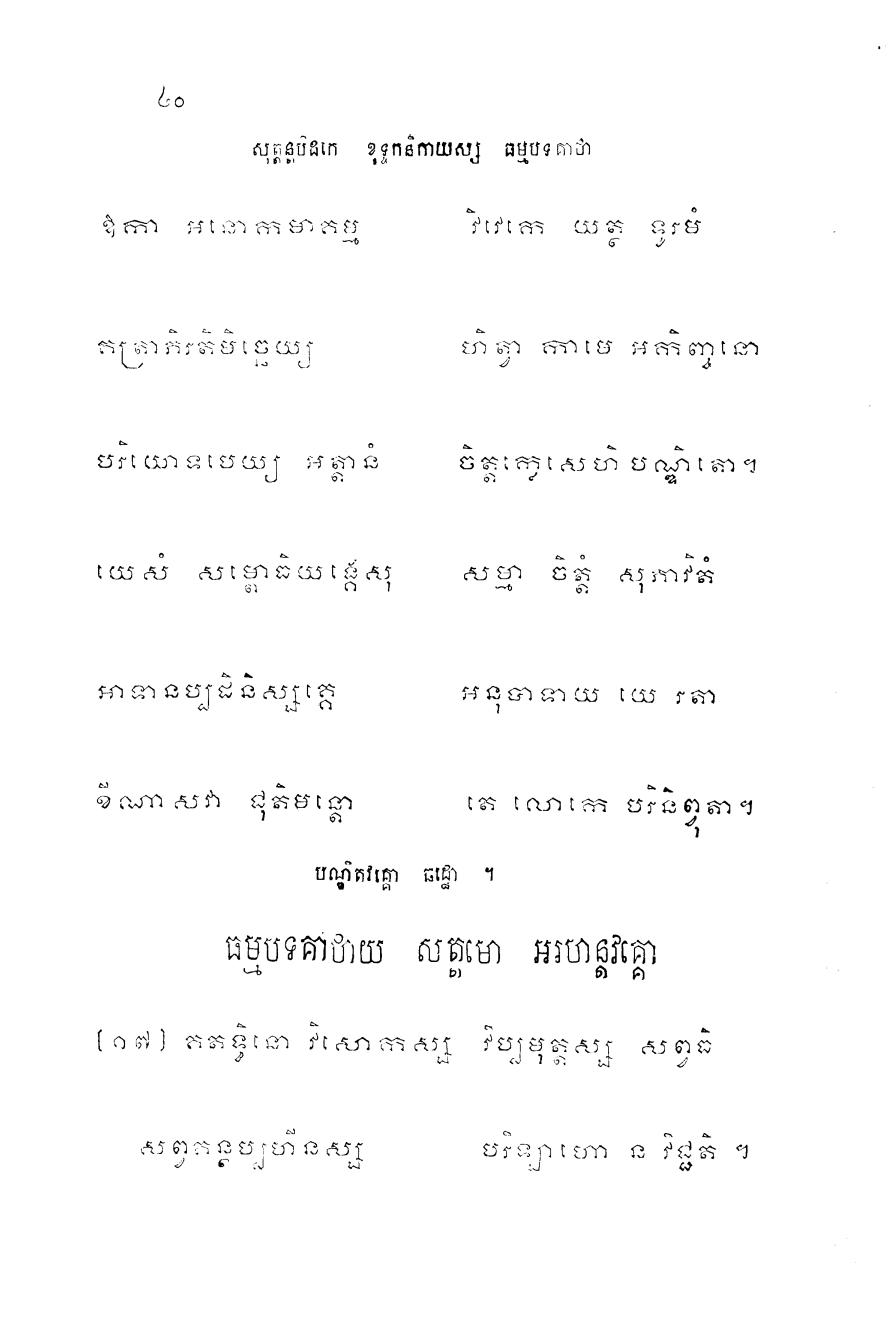 ៤០
សុត្តន្តបិដកេ ខុទ្ទកនិកាយស្ស ធម្មបទគាថា
ឱកា អនោកមាគម្ម វិវេកេ យត្ថ ទូរមំ
តត្រាភិរតិមិច្ឆេយ្យ ហិត្វា កាមេ អកិញ្ចនោ
បរិយោទបេយ្យ អត្តានំ ចិត្តក្លេសេហិ បណ្ឌិតោ។
យេសំ សម្ពោធិយង្គេសុ សម្មា ចិត្តំ សុភាវិតំ
អាទានប្បដិនិស្សគ្គេ អនុបាទាយ យេ រតា
ខីណាសវា ជុតិមន្តោ តេ លោកេ បរិនិព្វុតា។
បណ្ឌិតវគ្គោ ឆដ្ឋោ ។
ធម្មបទគាថាយ សត្តមោ អរហន្តវគ្គោ
[១៧] គតទ្ធិនោ វិសោកស្ស វិប្បមុត្តស្ស សព្វធិ
សព្វគន្ថប្បហីនស្ស បរិឡាហោ ន វិជ្ជតិ ។